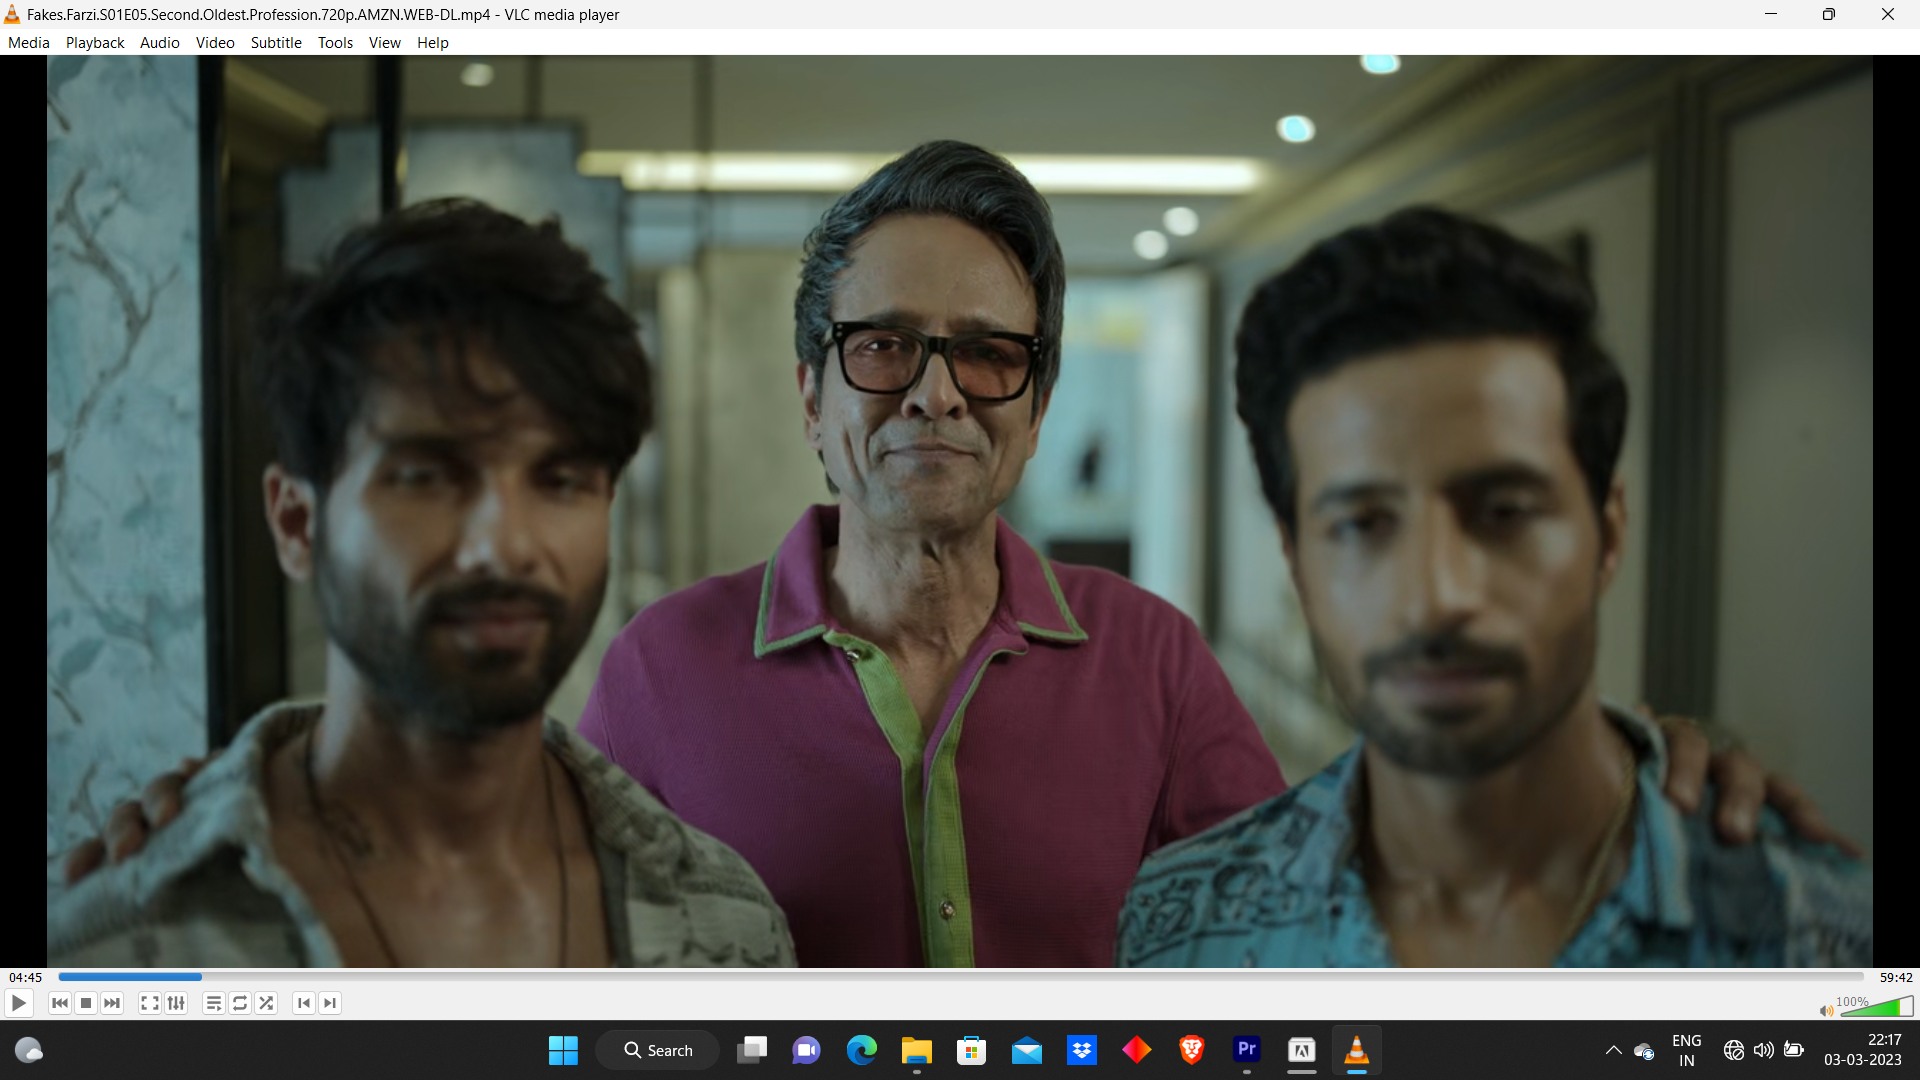 Fakes.Farzi.S01E05.Second.Oldest.Profession.720p.AMZN.WEB-DL.mp4 - VLC media player
Media Playback Audio Video Subtitle Tools View Help
04:45
59:42
100%
Search
Pr
ENG
IN
22:17
03-03-2023